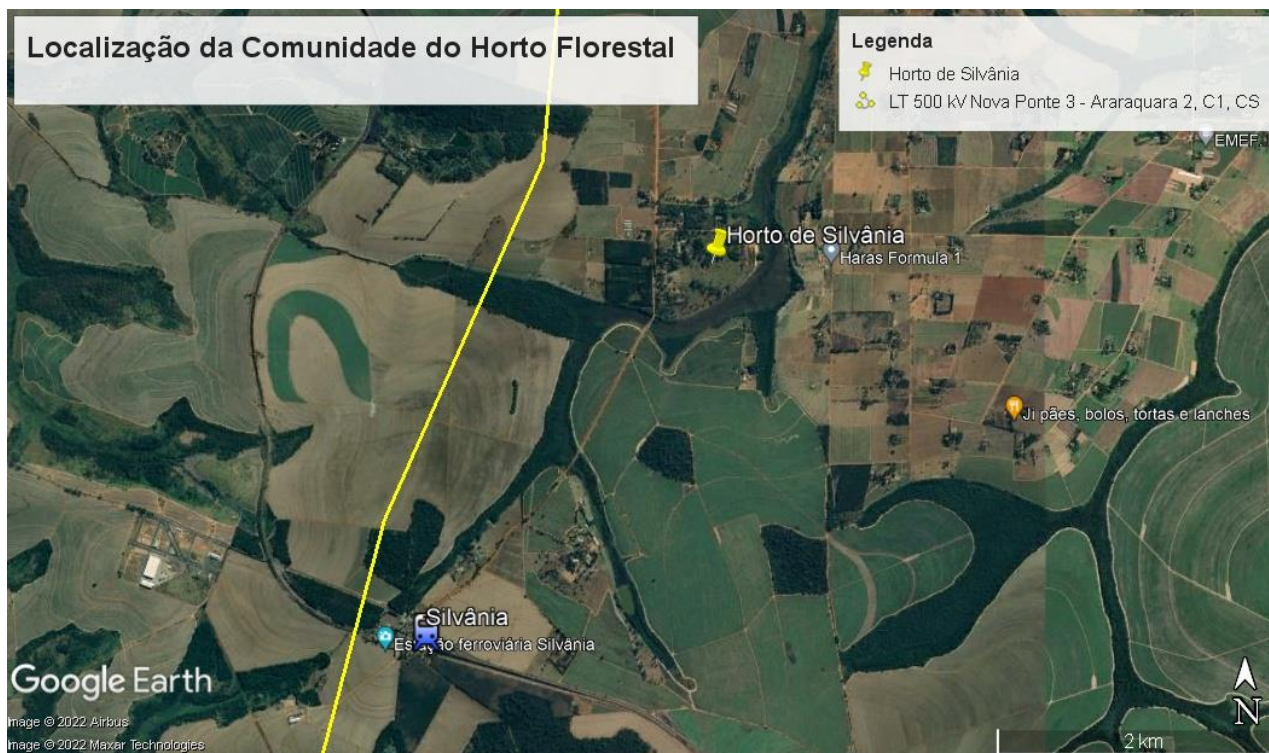 Localização da Comunidade do Horto Florestal
Legenda
Horto de Silvânia
LT 500 kV Nova Ponte 3 - Araraquara 2, C1, CS
EMEF.
Horto de Silvânia
Haras Formula 1
Ji pães, bolos, tortas e lanches
Silvânia
Estação ferroviária Silvânia
Google Earth
Image © 2022 Airbus
Image © 2022 Maxar Technologies
N
2 km